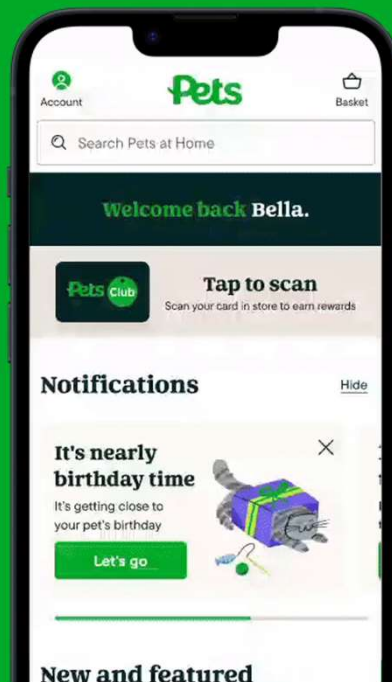 Pets
Account
Basket
Search Pets at Home
Welcome back Bella.
Pets Club
Tap to scan
Scan your card in store to earn rewards
Notifications
Hide
It's nearly
birthday time
It's getting close to
your pet's birthday
Let's go
New and featured